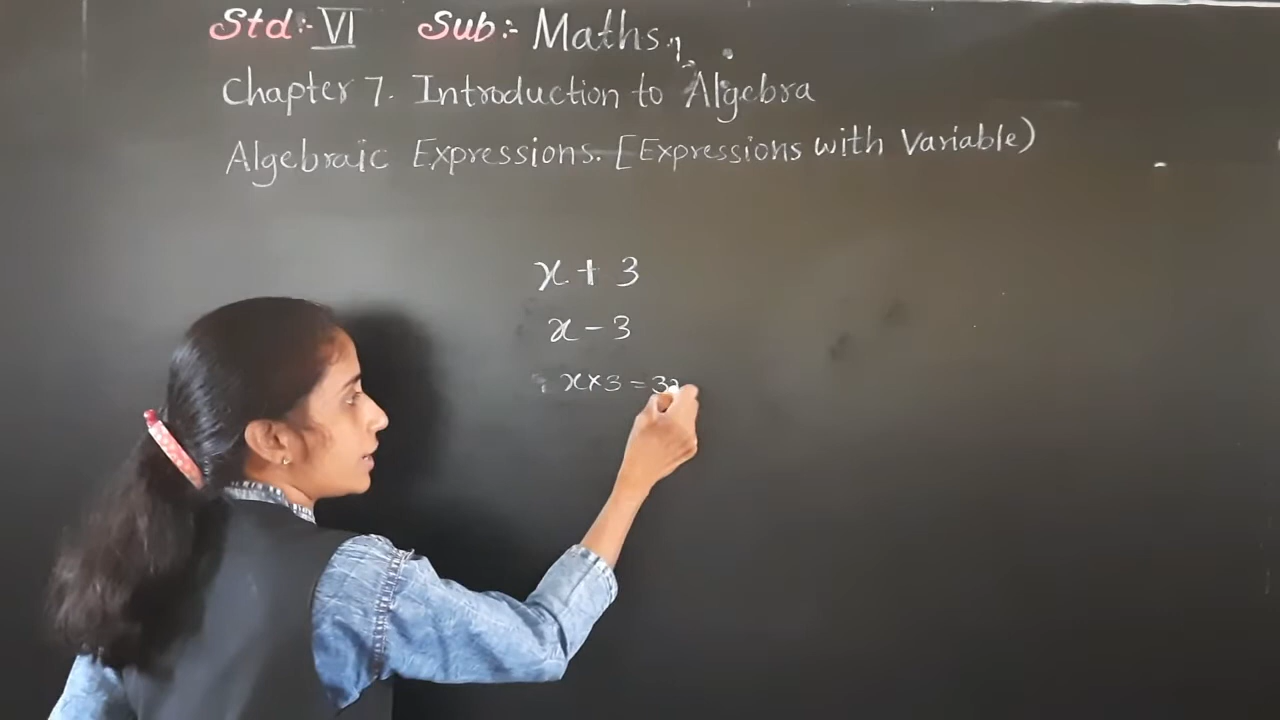 Std:- VI Sub:- Maths.
Chapter 7. Introduction to Algebra
Algebraic Expressions. [Expressions with Variable)
x + 3
x - 3
x×3 = 3